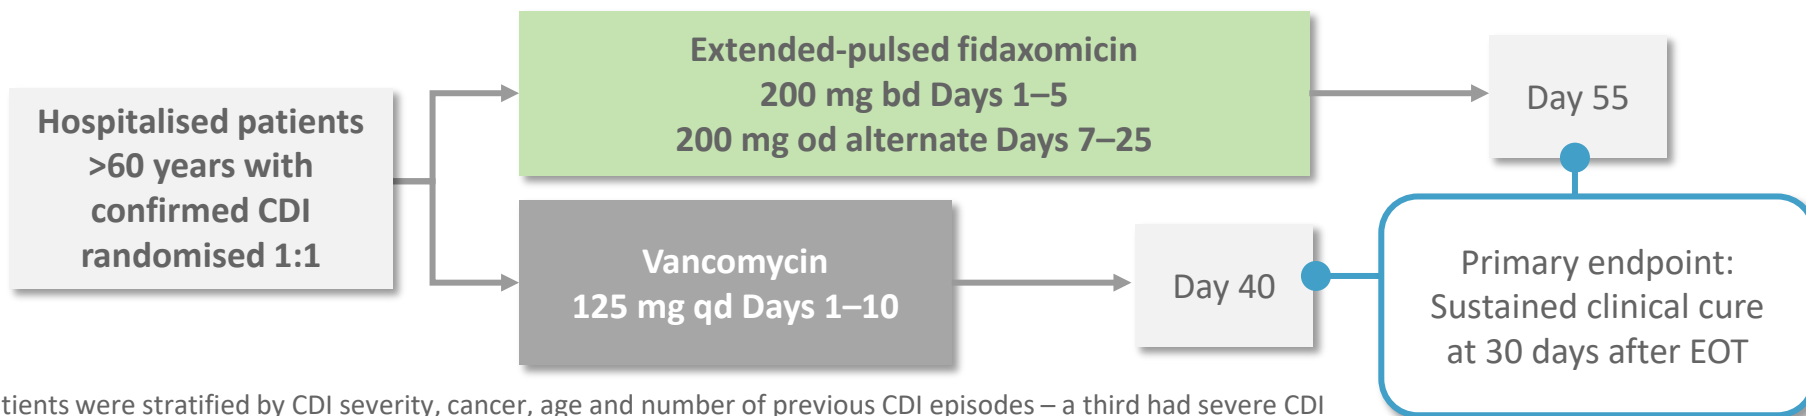 Hospitalised patients
>60 years with
confirmed CDI
randomised 1:1
Extended-pulsed fidaxomicin
200 mg bd Days 1–5
200 mg od alternate Days 7–25
Day 55
Vancomycin
125 mg qd Days 1–10
Day 40
Primary endpoint:
Sustained clinical cure
at 30 days after EOT
tients were stratified by CDI severity, cancer, age and number of previous CDI episodes – a third had severe CDI